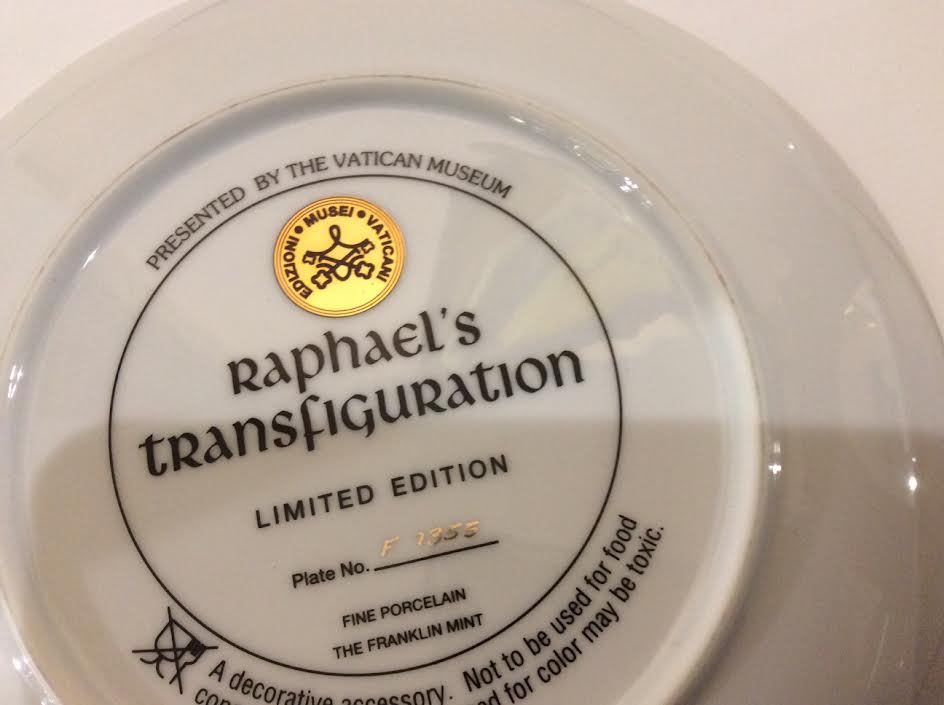 PRESENTED BY THE VATICAN MUSEUM
EDIZIONI • MUSEI • VATICANI
RAPHAEL'S
TRANSFIGURATION
LIMITED EDITION
Plate No. F
FINE PORCELAIN
THE FRANKLIN MINT
A decorative accessory. Not to be used for food
for color may be toxic.